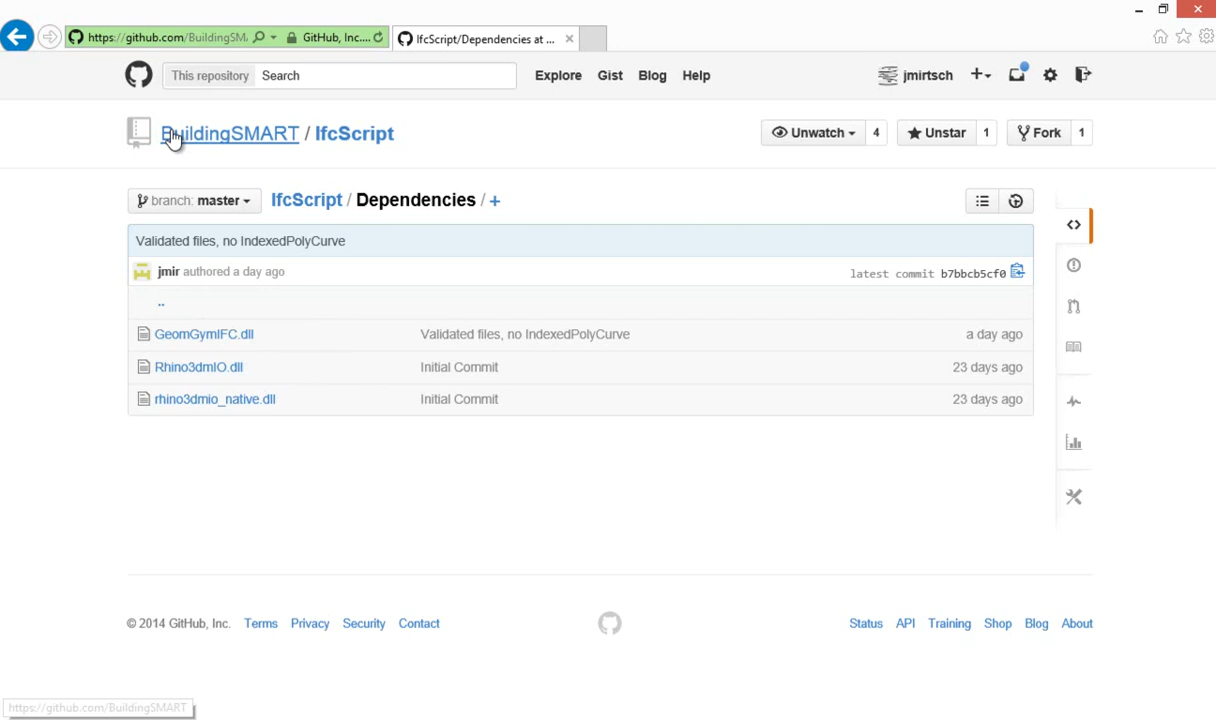 https://github.com/BuildingSM
GitHub, Inc....
IfcScript/Dependencies at ...
This repository
Search
Explore
Gist
Blog
Help
jmirtsch
BuildingSMART / IfcScript
Unwatch
4
Unstar
1
Fork
1
branch: master
IfcScript / Dependencies / +
Validated files, no IndexedPolyCurve
jmir authored a day ago
latest commit b7bbcb5cf0
..
GeomGymIFC.dll
Validated files, no IndexedPolyCurve
a day ago
Rhino3dmIO.dll
Initial Commit
23 days ago
rhino3dmio_native.dll
Initial Commit
23 days ago
© 2014 GitHub, Inc.
Terms
Privacy
Security
Contact
Status
API
Training
Shop
Blog
About
https://github.com/BuildingSMART